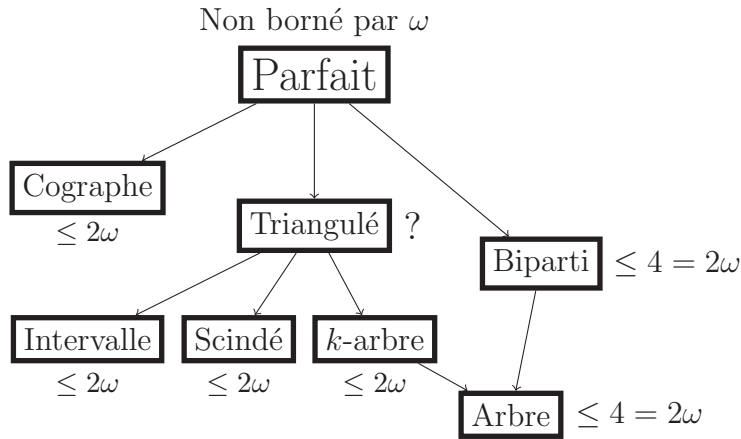 Non borné par ω
Parfait
Cographe
≤ 2ω
Triangulé ?
Biparti ≤ 4 = 2ω
Intervalle
≤ 2ω
Scindé
≤ 2ω
k-arbre
≤ 2ω
Arbre ≤ 4 = 2ω